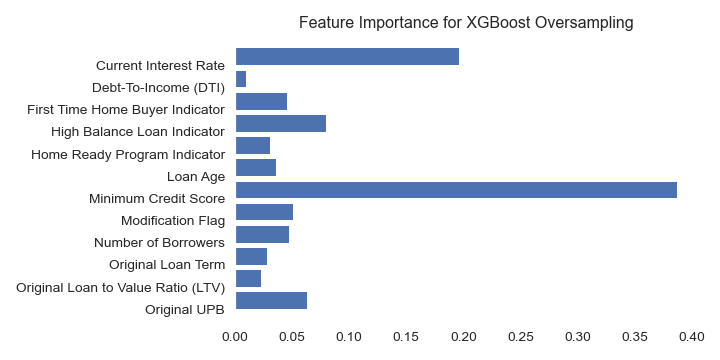 Feature Importance for XGBoost Oversampling
Current Interest Rate
Debt-To-Income (DTI)
First Time Home Buyer Indicator
High Balance Loan Indicator
Home Ready Program Indicator
Loan Age
Minimum Credit Score
Modification Flag
Number of Borrowers
Original Loan Term
Original Loan to Value Ratio (LTV)
Original UPB
0.00 0.05 0.10 0.15 0.20 0.25 0.30 0.35 0.40